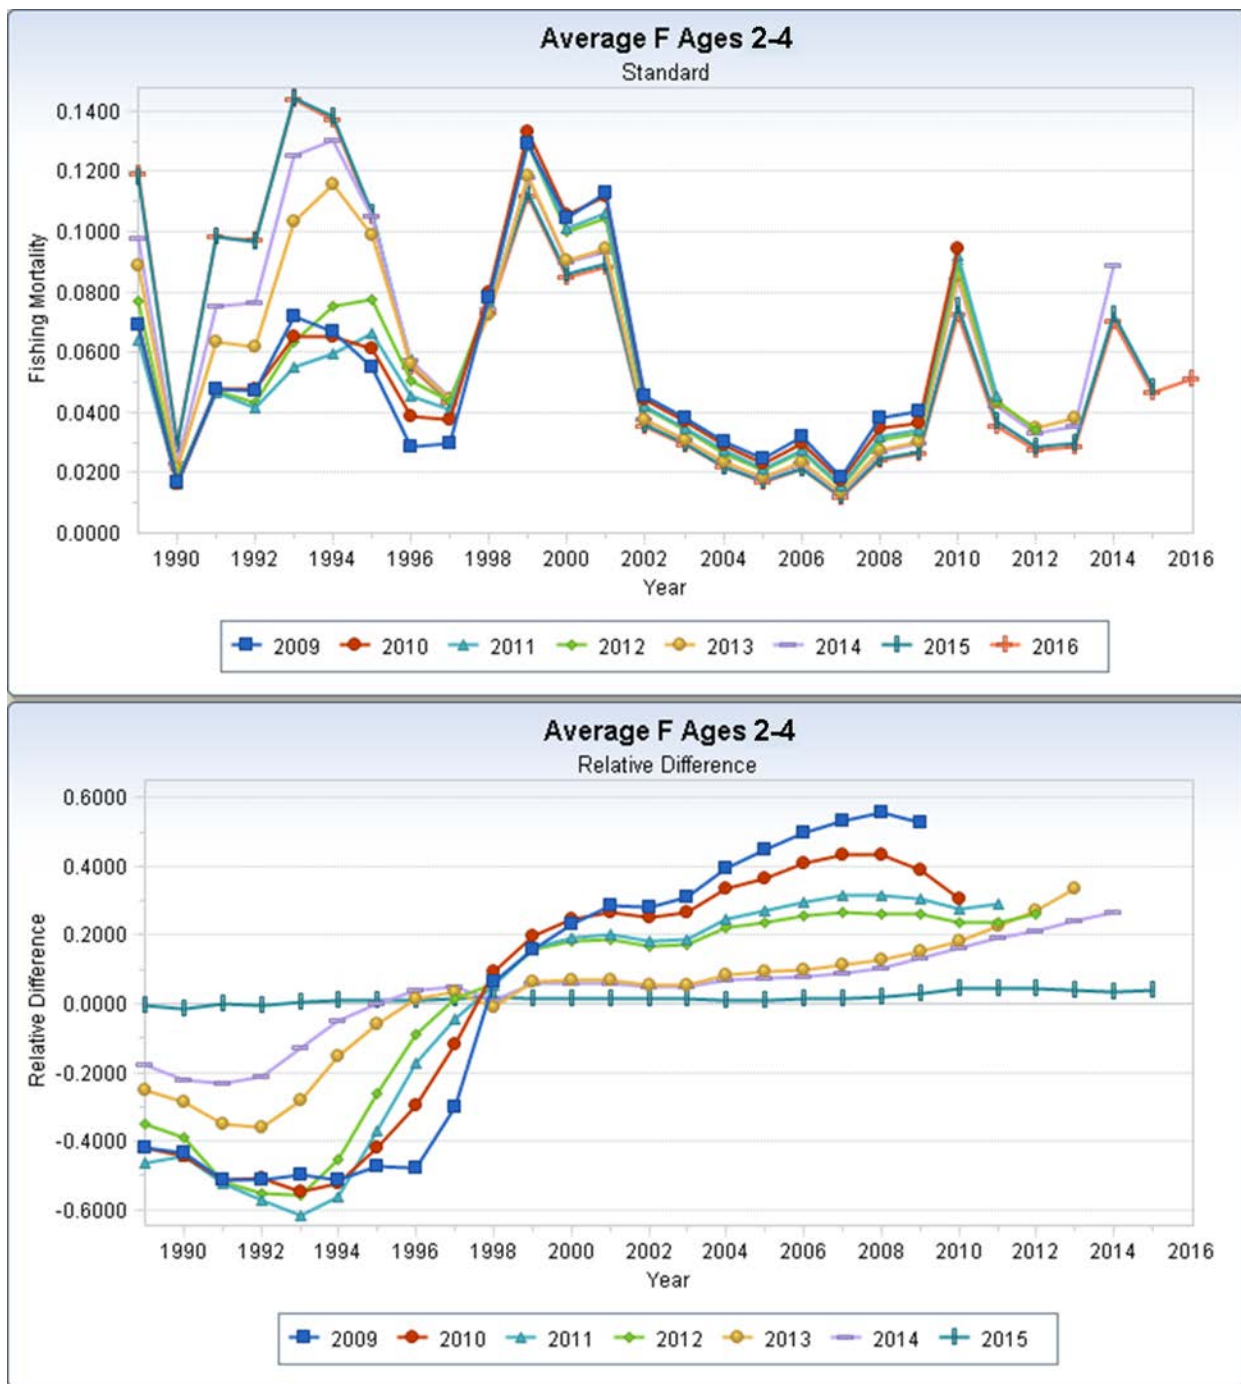 Average F Ages 2-4
Standard
Fishing Mortality
0.1400
0.1200
0.1000
0.0800
0.0600
0.0400
0.0200
0.0000
1990 1992 1994 1996 1998 2000 2002 2004 2006 2008 2010 2012 2014 2016
Year
2009 2010 2011 2012 2013 2014 2015 2016
Average F Ages 2-4
Relative Difference
Relative Difference
0.6000
0.4000
0.2000
0.0000
-0.2000
-0.4000
-0.6000
1990 1992 1994 1996 1998 2000 2002 2004 2006 2008 2010 2012 2014 2016
Year
2009 2010 2011 2012 2013 2014 2015